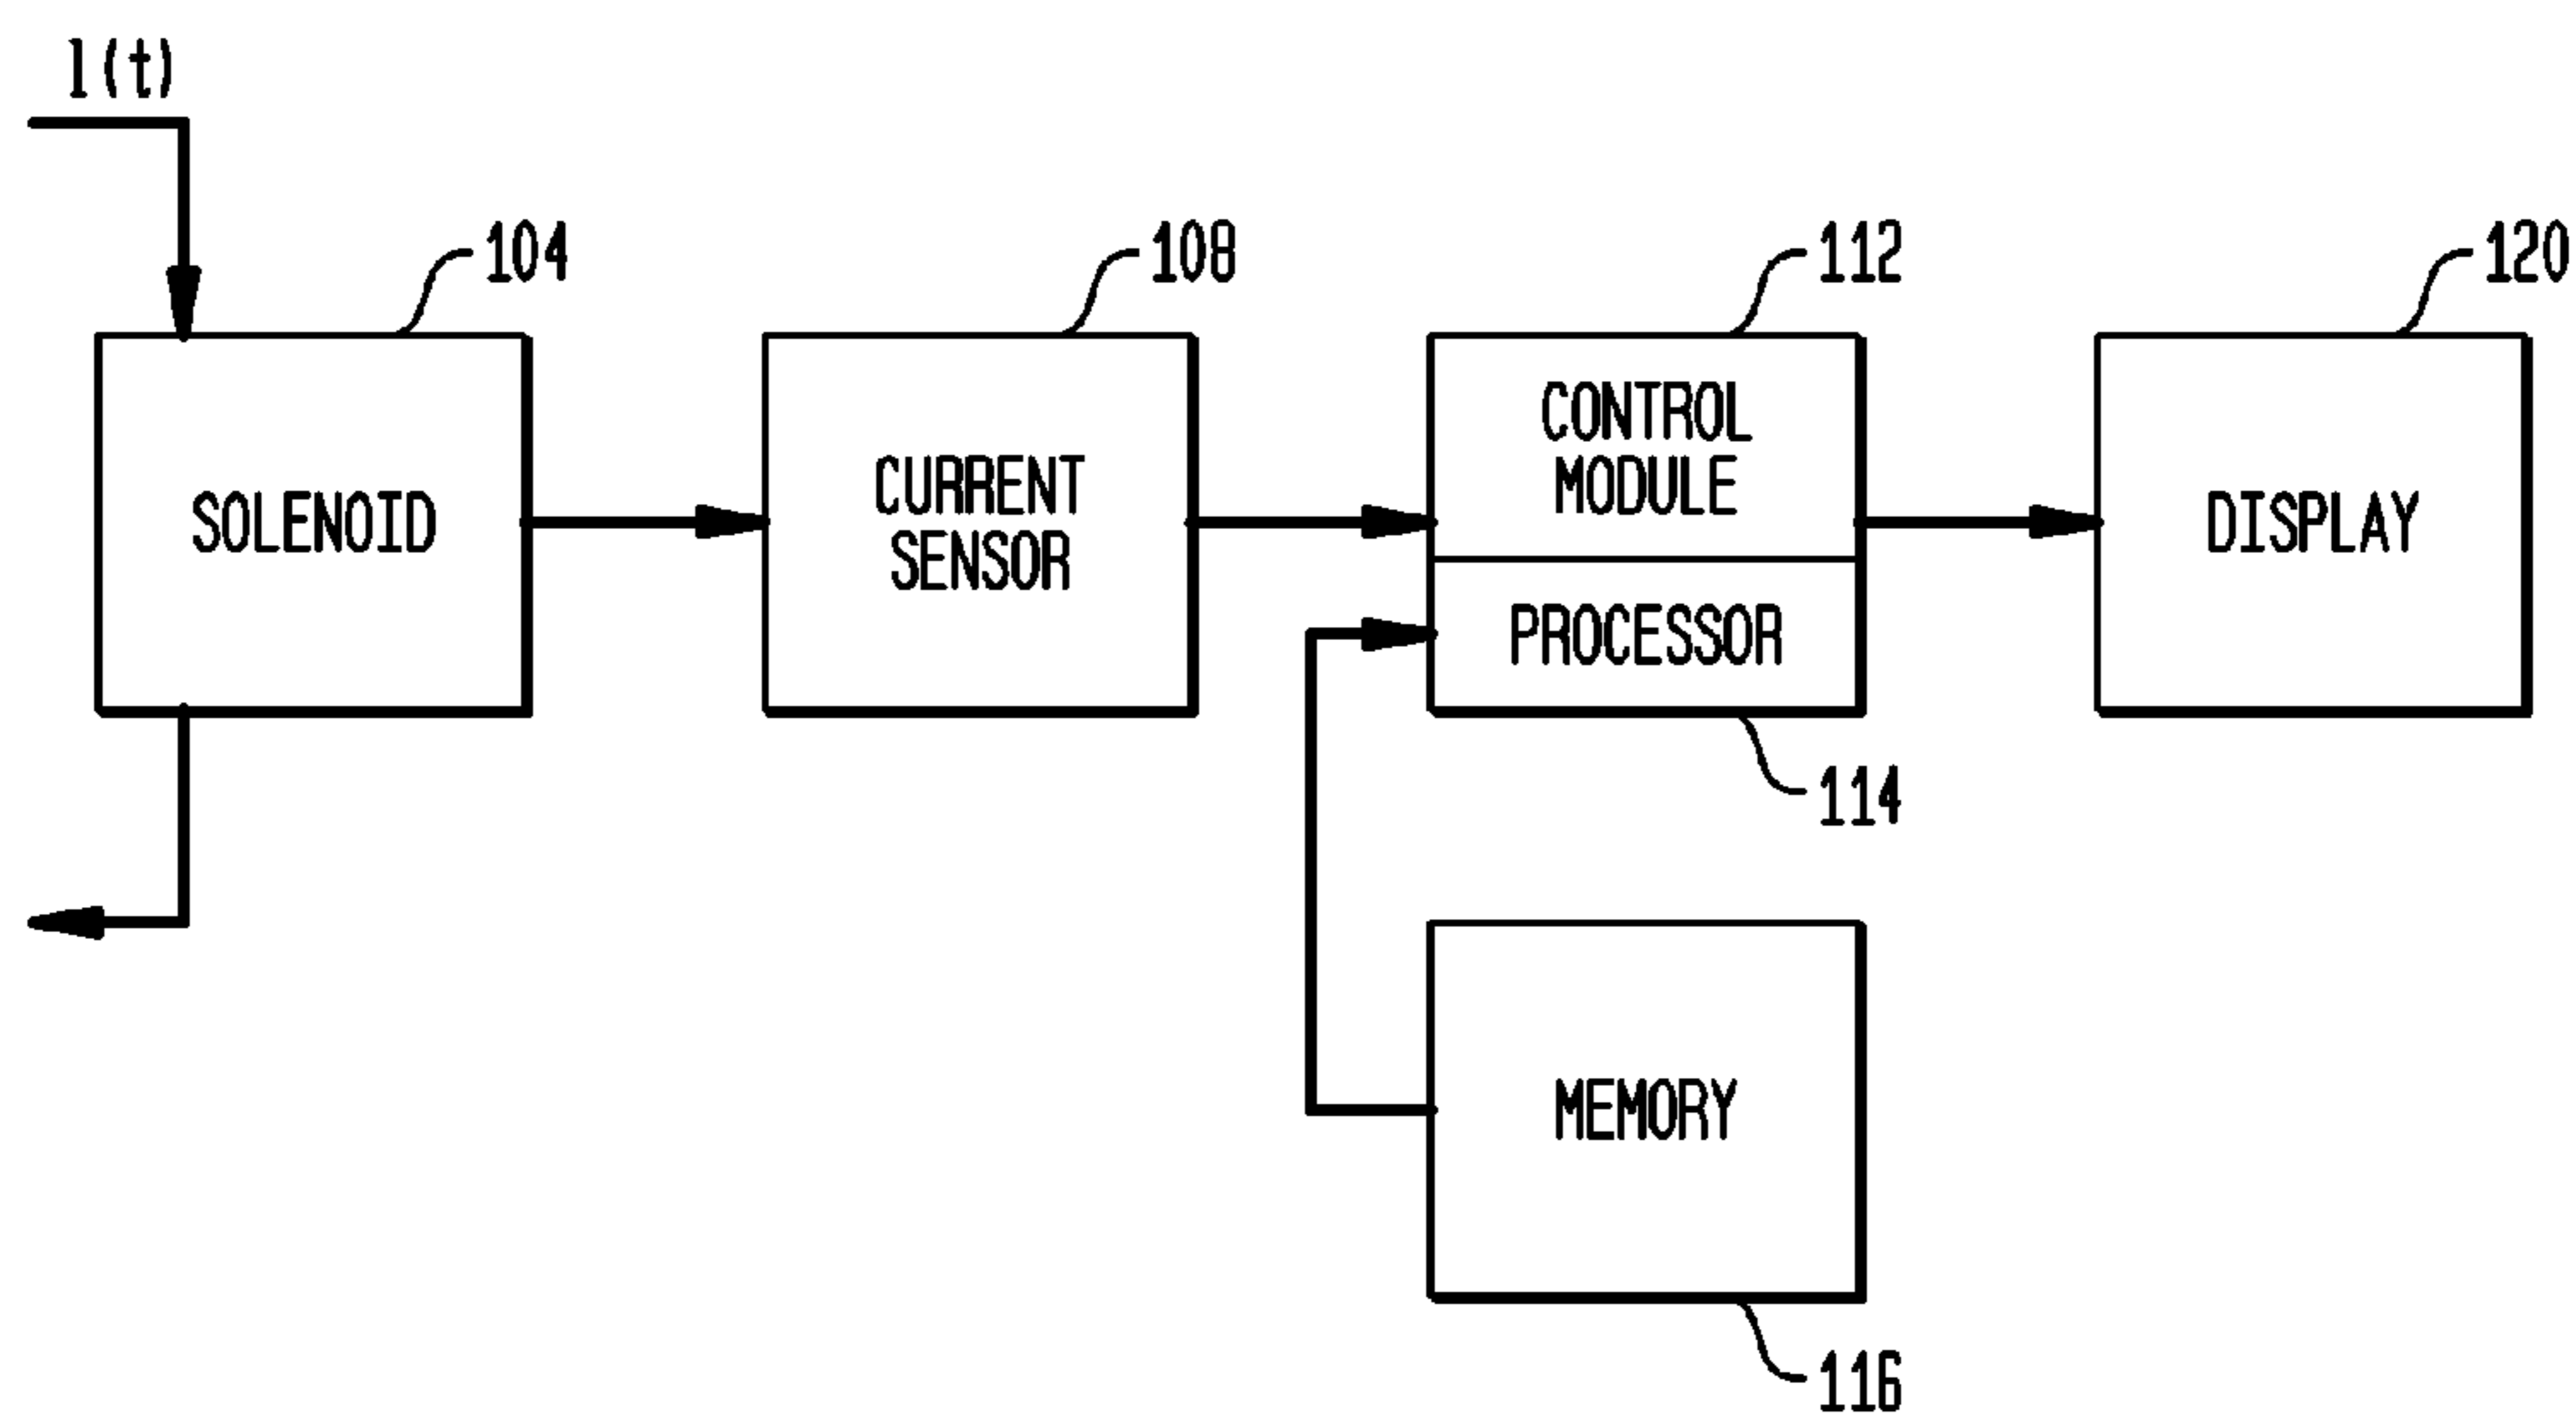 I(t)
104
108
112
120
SOLENOID
CURRENT
SENSOR
CONTROL
MODULE
PROCESSOR
DISPLAY
114
MEMORY
116